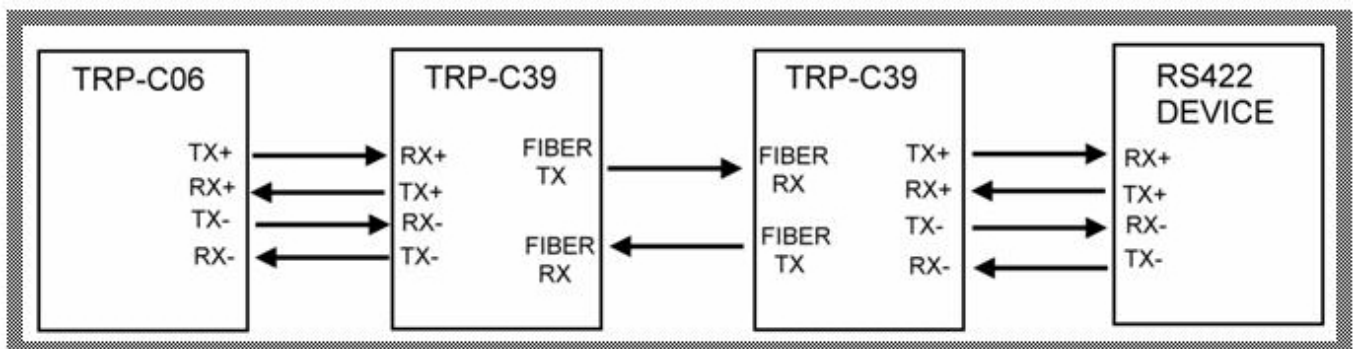 TRP-C06
TX+
RX+
TX-
RX-
TRP-C39
RX+
TX+
RX-
TX-
FIBER
TX
FIBER
RX
TRP-C39
FIBER
RX
FIBER
TX
TX+
RX+
TX-
RX-
RS422
DEVICE
RX+
TX+
RX-
TX-